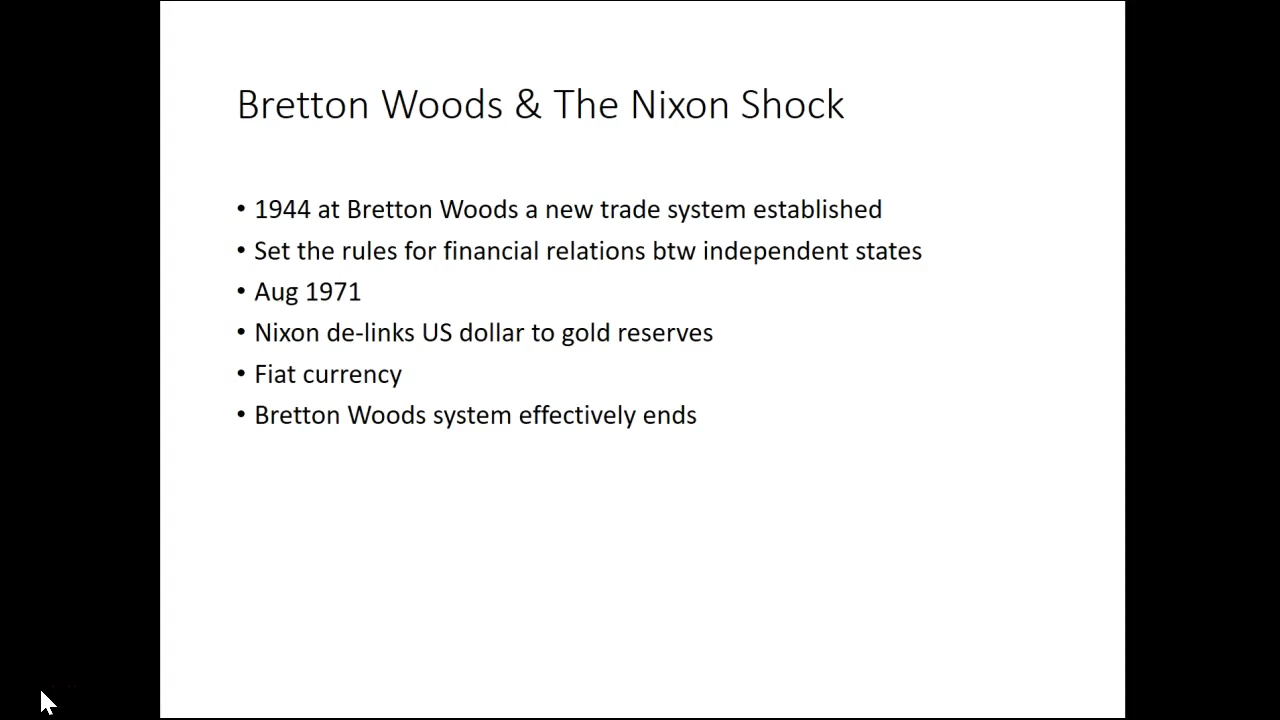 Bretton Woods & The Nixon Shock
• 1944 at Bretton Woods a new trade system established
• Set the rules for financial relations btw independent states
• Aug 1971
• Nixon de-links US dollar to gold reserves
• Fiat currency
• Bretton Woods system effectively ends